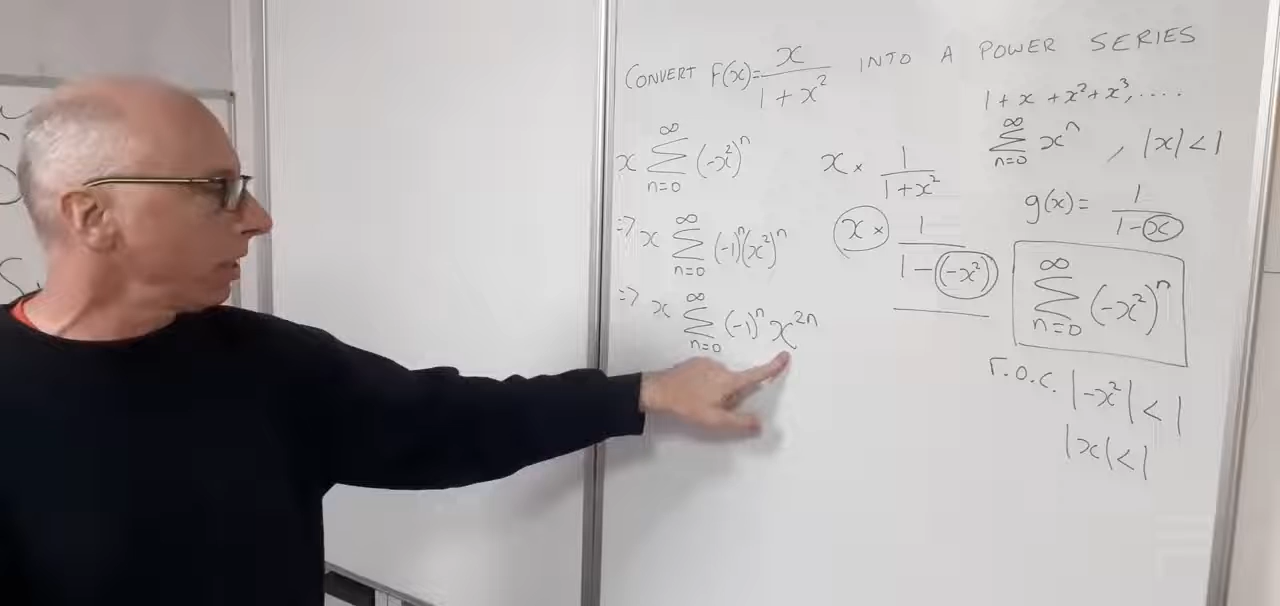 CONVERT F(x)= x/(1+x²) INTO A POWER SERIES
1+x+x²+x³,....
∞ Σ n=0 xⁿ , |x|<1
g(x)= 1/(1-x)
∞ Σ n=0 (-x²)ⁿ
r.o.c. |-x²|<1
|x|<1
x × 1/(1+x²)
x × 1/(1-(-x²))
x ∞ Σ n=0 (-x²)ⁿ
=> x ∞ Σ n=0 (-1)ⁿ(x²)ⁿ
=> x ∞ Σ n=0 (-1)ⁿ x²ⁿ